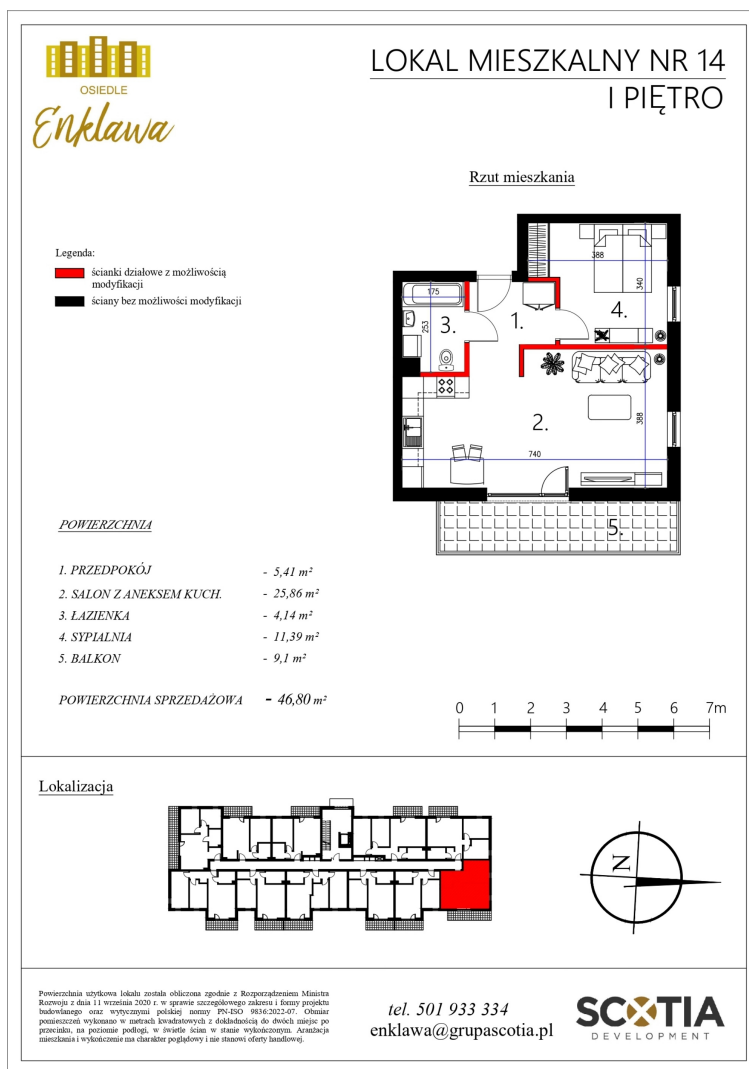 OSIEDLE
Enklawa
LOKAL MIESZKALNY NR 14
I PIĘTRO
Rzut mieszkania
Legenda:
ścianki działowe z możliwością
modyfikacji
ściany bez możliwości modyfikacji
388
340
175
253
3.
1.
4.
2.
388
740
5.
POWIERZCHNIA
1. PRZEDPOKÓJ - 5,41 m²
2. SALON Z ANEKSEM KUCH. - 25,86 m²
3. ŁAZIENKA - 4,14 m²
4. SYPIALNIA - 11,39 m²
5. BALKON - 9,1 m²
POWIERZCHNIA SPRZEDAŻOWA - 46,80 m²
0 1 2 3 4 5 6 7m
Lokalizacja
N
Powierzchnia użytkowa lokalu została obliczona zgodnie z Rozporządzeniem Ministra
Rozwoju z dnia 11 września 2020 r. w sprawie szczegółowego zakresu i formy projektu
budowlanego oraz wytycznymi polskiej normy PN-ISO 9836:2022-07. Obmiar
pomieszczeń wykonano w metrach kwadratowych z dokładnością do dwóch miejsc po
przecinku, na poziomie podłogi, w świetle ścian w stanie wykończonym. Aranżacja
mieszkania i wykończenie ma charakter poglądowy i nie stanowi oferty handlowej.
tel. 501 933 334
enklawa@grupascotia.pl
SCOTIA
DEVELOPMENT